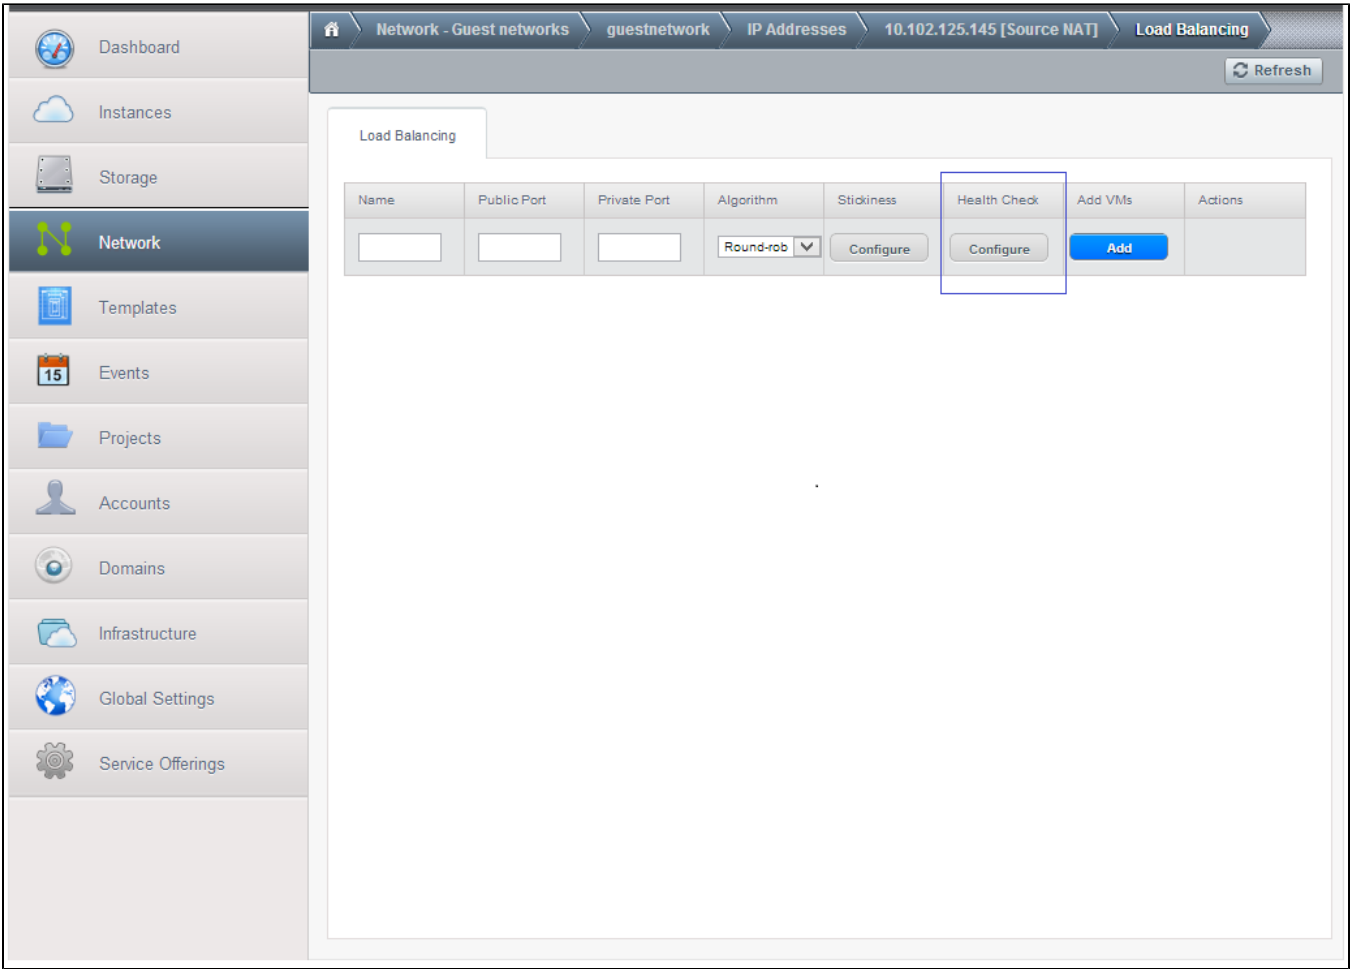 Network - Guest networks guestnetwork IP Addresses 10.102.125.145 [Source NAT] Load Balancing
Refresh
Dashboard
Instances
Storage
Network
Templates
Events
15
Projects
Accounts
Domains
Infrastructure
Global Settings
Service Offerings
Load Balancing
Name Public Port Private Port Algorithm Stickiness Health Check Add VMs Actions
Round-rob Configure Configure Add